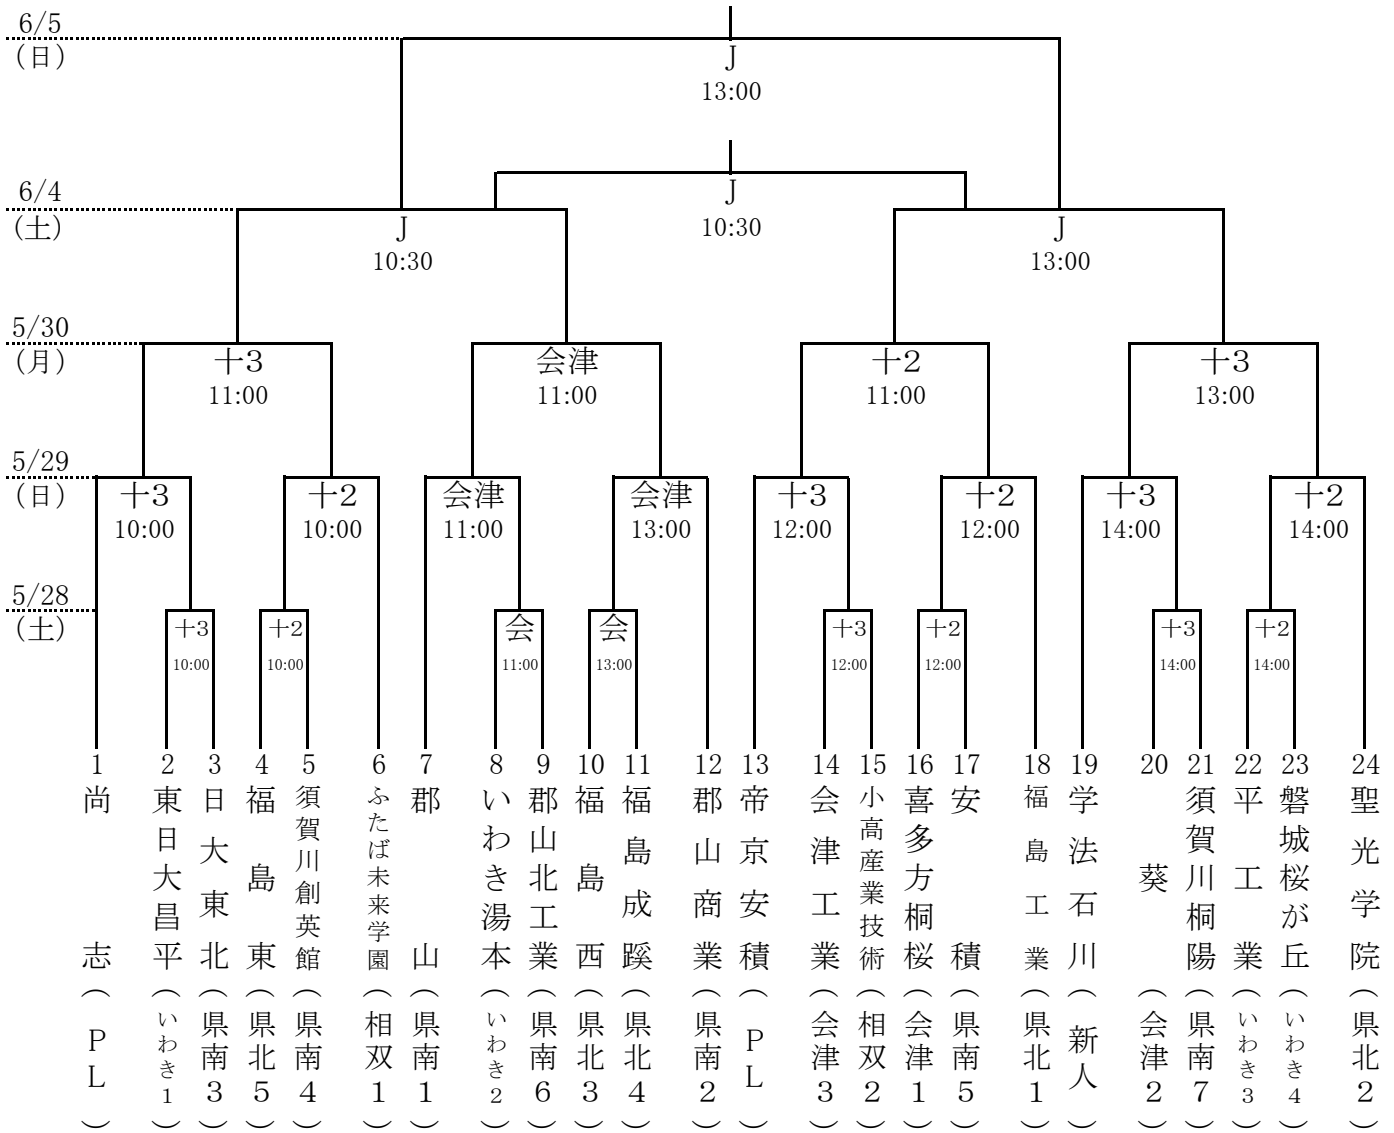 6/5
(日)
J
13:00
6/4
(土)
J
10:30
J
10:30
J
13:00
5/30
(月)
十3
11:00
会津
11:00
十2
11:00
十3
13:00
5/29
(日)
十3
10:00
十2
10:00
会津
11:00
会津
13:00
十3
12:00
十2
12:00
十3
14:00
十2
14:00
5/28
(土)
十3
10:00
十2
10:00
会
11:00
会
13:00
十3
12:00
十2
12:00
十3
14:00
十2
14:00
1 尚志(PL)
2 東日大昌平(いわき1)
3 日大東北(県南3)
4 福島東(県北5)
5 須賀川創英館(県南4)
6 ふたば未来学園(相双1)
7 郡山(県南1)
8 いわき湯本(いわき2)
9 郡山北工業(県南6)
10 福島西(県北3)
11 福島成蹊(県北4)
12 郡山商業(県南2)
13 帝京安積(PL)
14 会津工業(会津3)
15 小高産業技術(相双2)
16 喜多方桐桜(会津1)
17 安積(県南5)
18 福島工業(県北1)
19 学法石川(新人)
20 葵(会津2)
21 須賀川桐陽(県南7)
22 平工業(いわき3)
23 磐城桜が丘(いわき4)
24 聖光学院(県北2)